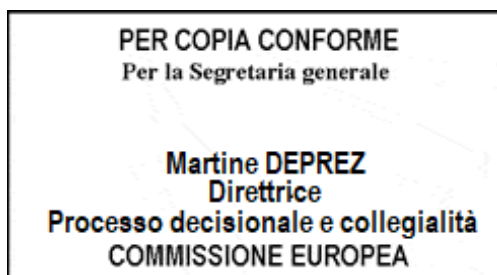 PER COPIA CONFORME
Per la Segretaria generale
Martine DEPREZ
Direttrice
Processo decisionale e collegialità
COMMISSIONE EUROPEA